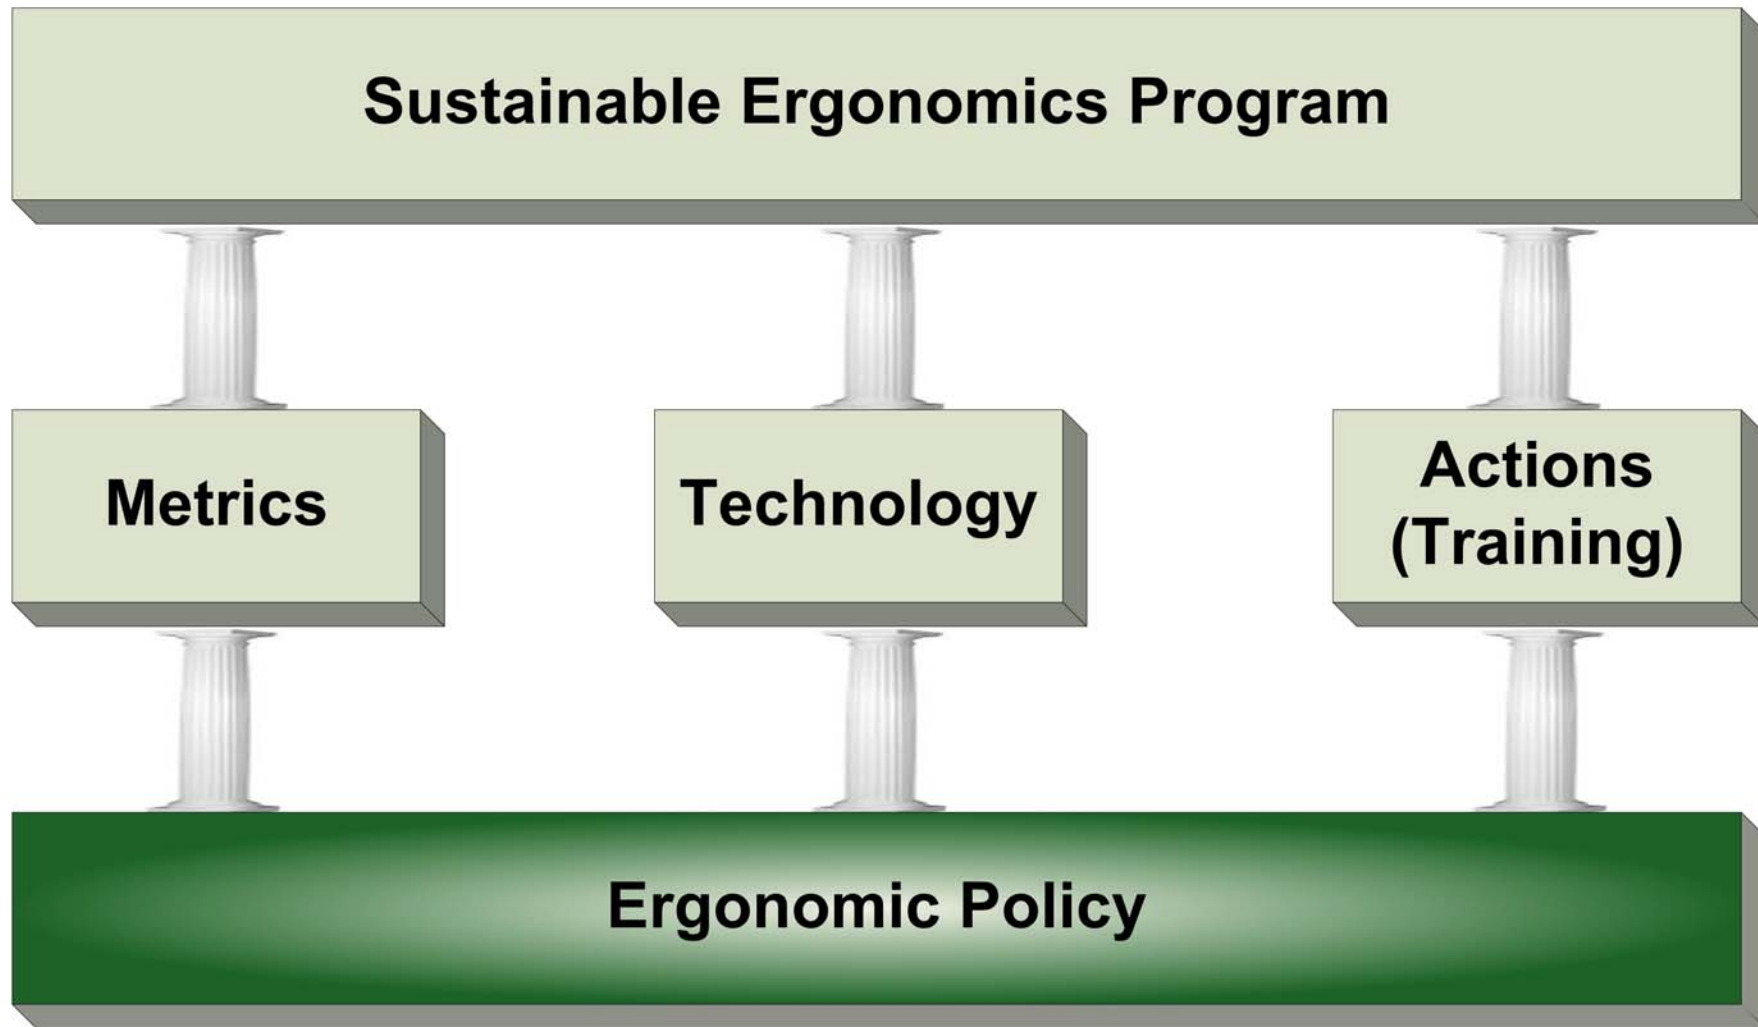 Sustainable Ergonomics Program
Metrics
Technology
Actions
(Training)
Ergonomic Policy